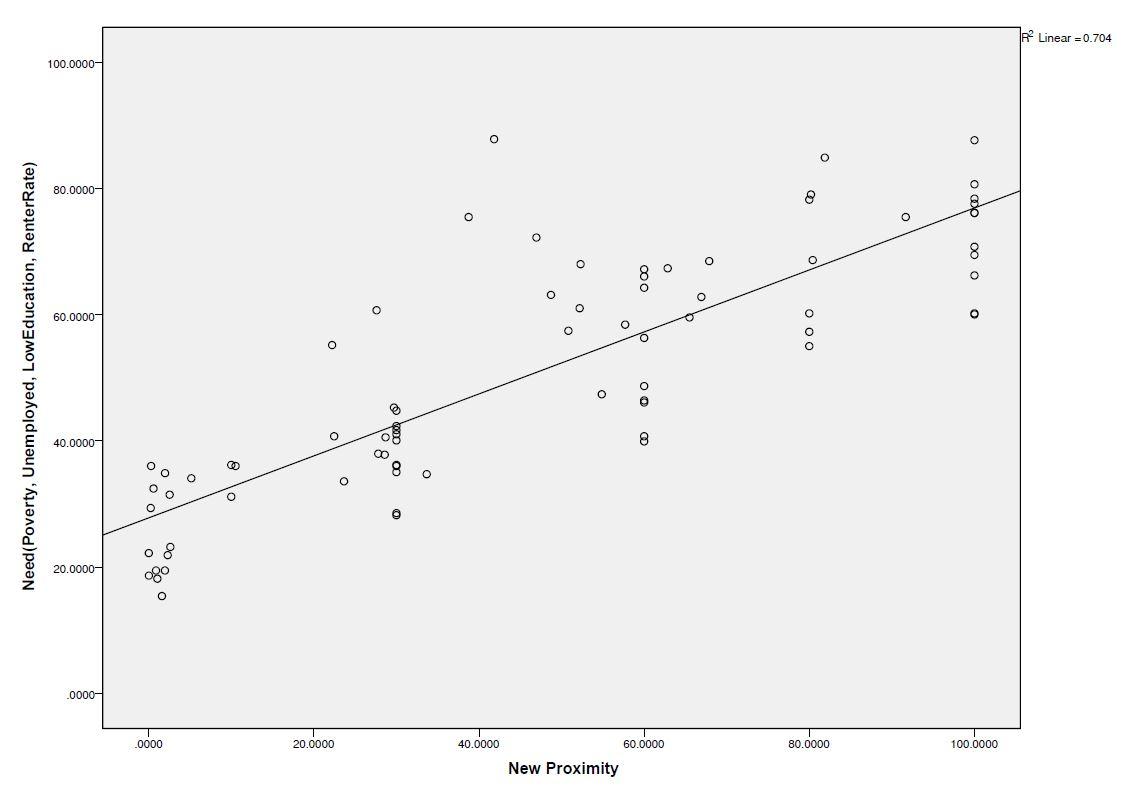 R2 Linear =0.704
100.0000
80.0000
60.0000
40.0000
20.0000
.0000
Need(Poverty, Unemployed, LowEducation, RenterRate)
.0000 20.0000 40.0000 60.0000 80.0000 100.0000
New Proximity